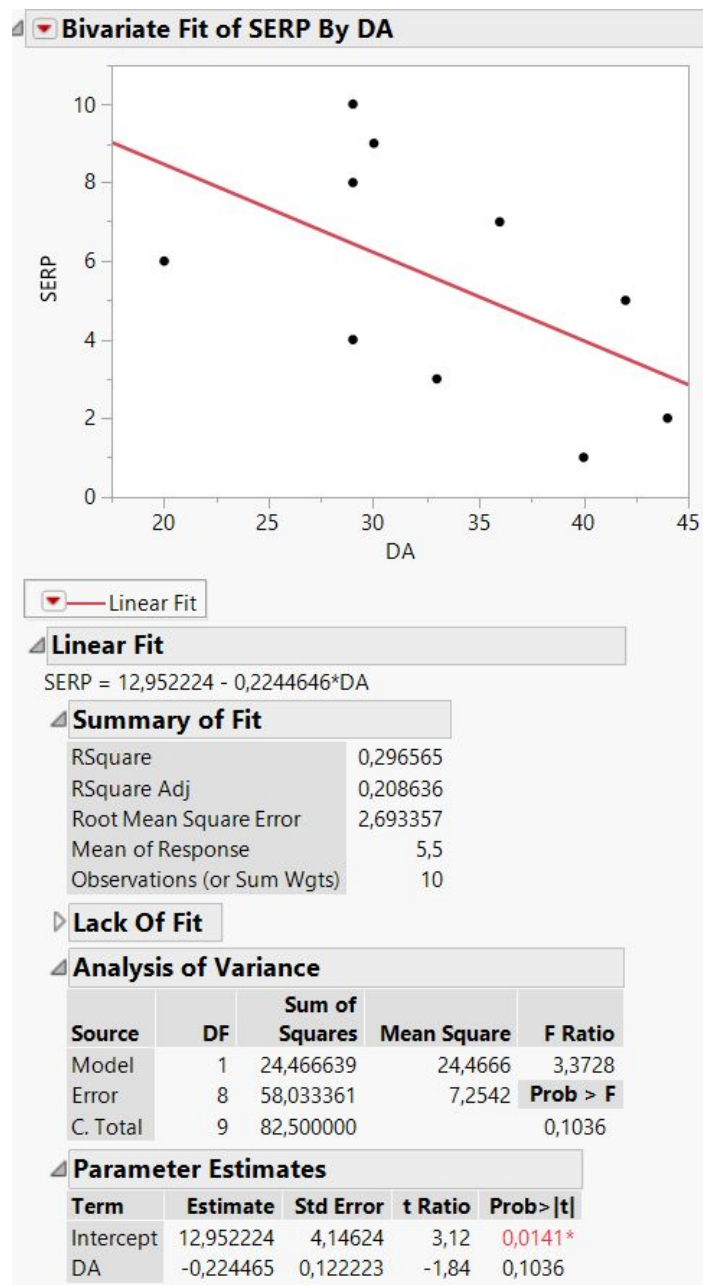 Bivariate Fit of SERP By DA
10
8
6
4
2
0
SERP
20 25 30 35 40 45
DA
Linear Fit
Linear Fit
SERP = 12,952224 - 0,2244646*DA
Summary of Fit
RSquare 0,296565
RSquare Adj 0,208636
Root Mean Square Error 2,693357
Mean of Response 5,5
Observations (or Sum Wgts) 10
Lack Of Fit
Analysis of Variance
Sum of
Source DF Squares Mean Square F Ratio
Model 1 24,466639 24,4666 3,3728
Error 8 58,033361 7,2542 Prob > F
C. Total 9 82,500000 0,1036
Parameter Estimates
Term Estimate Std Error t Ratio Prob>|t|
Intercept 12,952224 4,14624 3,12 0,0141*
DA -0,224465 0,122223 -1,84 0,1036